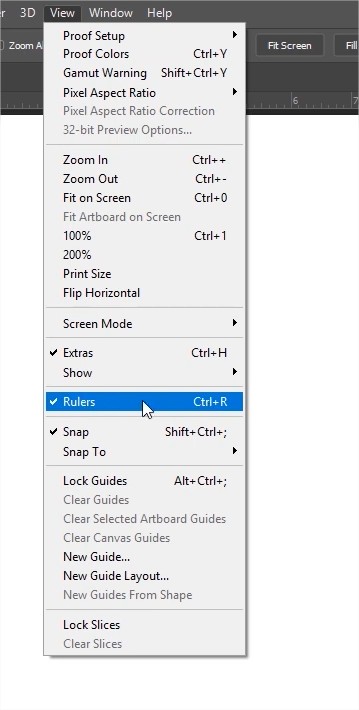 3D View Window Help
Zoom Fit Screen Fill
6 7
Proof Setup
Proof Colors Ctrl+Y
Gamut Warning Shift+Ctrl+Y
Pixel Aspect Ratio
Pixel Aspect Ratio Correction
32-bit Preview Options...
Zoom In Ctrl++
Zoom Out Ctrl+-
Fit on Screen Ctrl+0
Fit Artboard on Screen
100% Ctrl+1
200%
Print Size
Flip Horizontal
Screen Mode
Extras Ctrl+H
Show
Rulers Ctrl+R
Snap Shift+Ctrl+;
Snap To
Lock Guides Alt+Ctrl+;
Clear Guides
Clear Selected Artboard Guides
Clear Canvas Guides
New Guide...
New Guide Layout...
New Guides From Shape
Lock Slices
Clear Slices